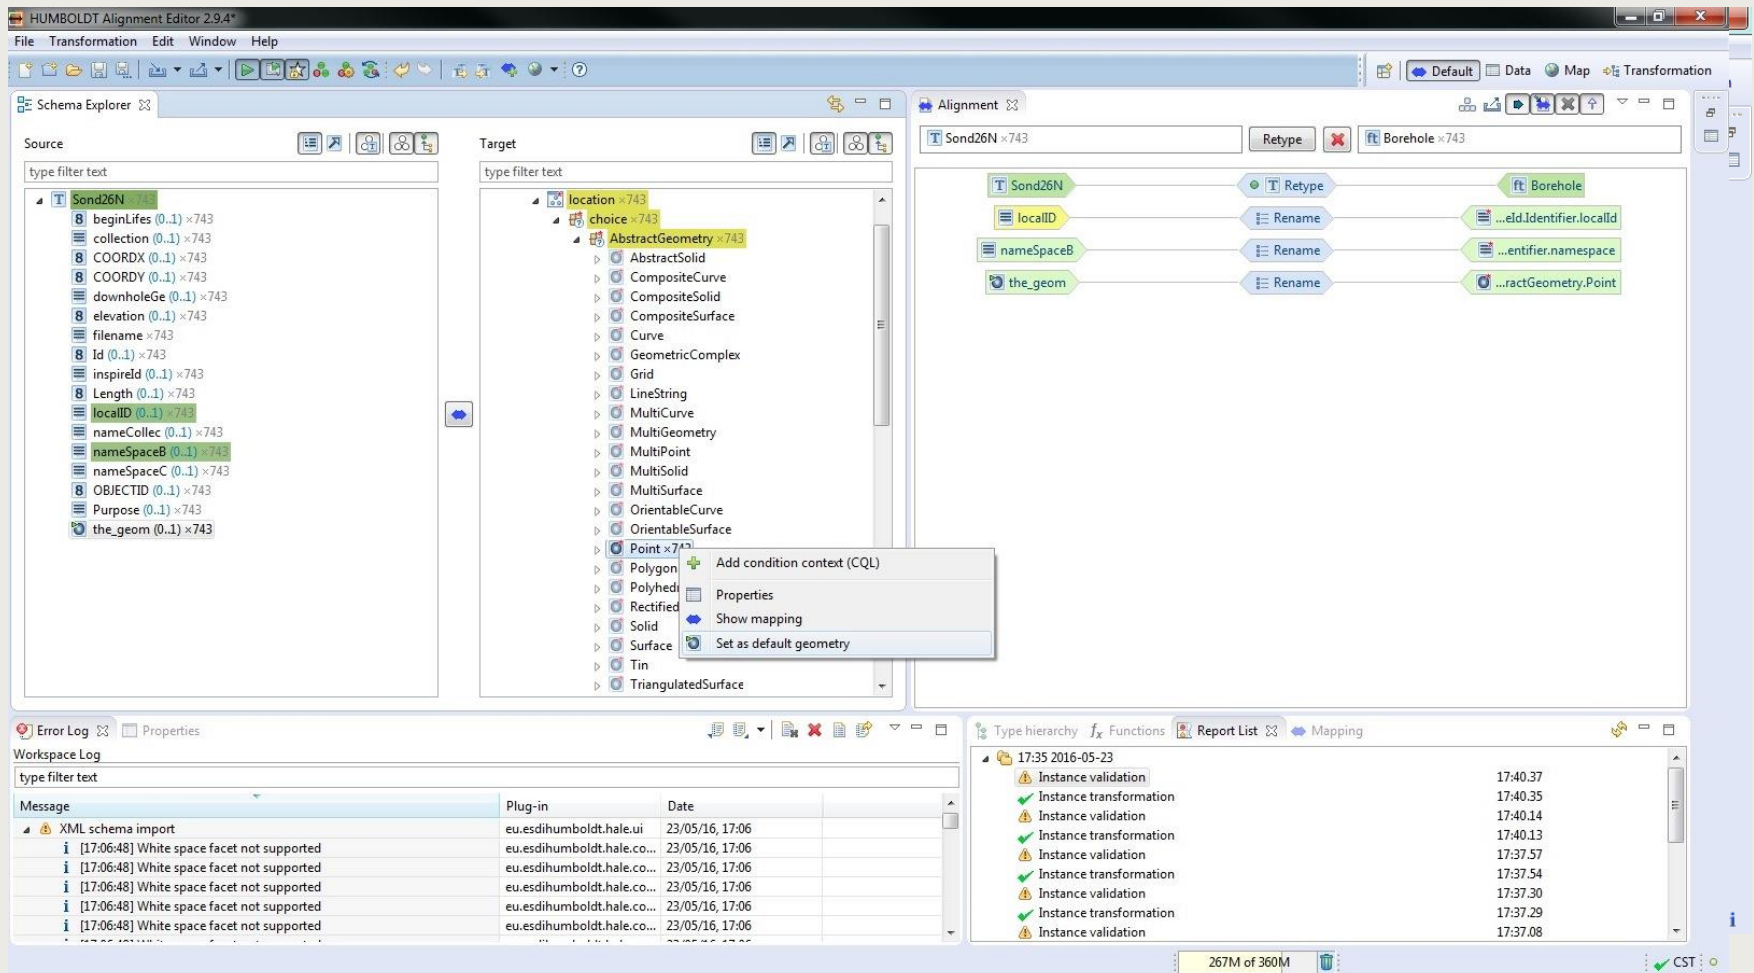 HUMBOLDT Alignment Editor 2.9.4*
File Transformation Edit Window Help
Default Data Map Transformation
Schema Explorer
Source
type filter text
T Sond26N ×743
8 beginLifes (0..1) ×743
collection (0..1) ×743
8 COORDX (0..1) ×743
8 COORDY (0..1) ×743
downholeGe (0..1) ×743
8 elevation (0..1) ×743
filename ×743
8 Id (0..1) ×743
inspireId (0..1) ×743
8 Length (0..1) ×743
localID (0..1) ×743
nameCollec (0..1) ×743
nameSpaceB (0..1) ×743
nameSpaceC (0..1) ×743
8 OBJECTID (0..1) ×743
Purpose (0..1) ×743
the_geom (0..1) ×743
Target
type filter text
location ×743
choice ×743
AbstractGeometry ×743
AbstractSolid
CompositeCurve
CompositeSolid
CompositeSurface
Curve
GeometricComplex
Grid
LineString
MultiCurve
MultiGeometry
MultiPoint
MultiSolid
MultiSurface
OrientableCurve
OrientableSurface
Point ×743
Polygon
Polyhed
Rectified
Solid
Surface
Tin
TriangulatedSurface
Add condition context (CQL)
Properties
Show mapping
Set as default geometry
Alignment
T Sond26N ×743 Retype ft Borehole ×743
T Sond26N T Retype ft Borehole
localID Rename ...eId.Identifier.localId
nameSpaceB Rename ...entifier.namespace
the_geom Rename ...ractGeometry.Point
Error Log Properties
Workspace Log
type filter text
Message Plug-in Date
XML schema import eu.esdihumboldt.hale.ui 23/05/16, 17:06
i [17:06:48] White space facet not supported eu.esdihumboldt.hale.co... 23/05/16, 17:06
i [17:06:48] White space facet not supported eu.esdihumboldt.hale.co... 23/05/16, 17:06
i [17:06:48] White space facet not supported eu.esdihumboldt.hale.co... 23/05/16, 17:06
i [17:06:48] White space facet not supported eu.esdihumboldt.hale.co... 23/05/16, 17:06
i [17:06:48] White space facet not supported eu.esdihumboldt.hale.co... 23/05/16, 17:06
Type hierarchy fx Functions Report List Mapping
17:35 2016-05-23
Instance validation 17:40.37
Instance transformation 17:40.35
Instance validation 17:40.14
Instance transformation 17:40.13
Instance validation 17:37.57
Instance transformation 17:37.54
Instance validation 17:37.30
Instance transformation 17:37.29
Instance validation 17:37.08
267M of 360M
CST